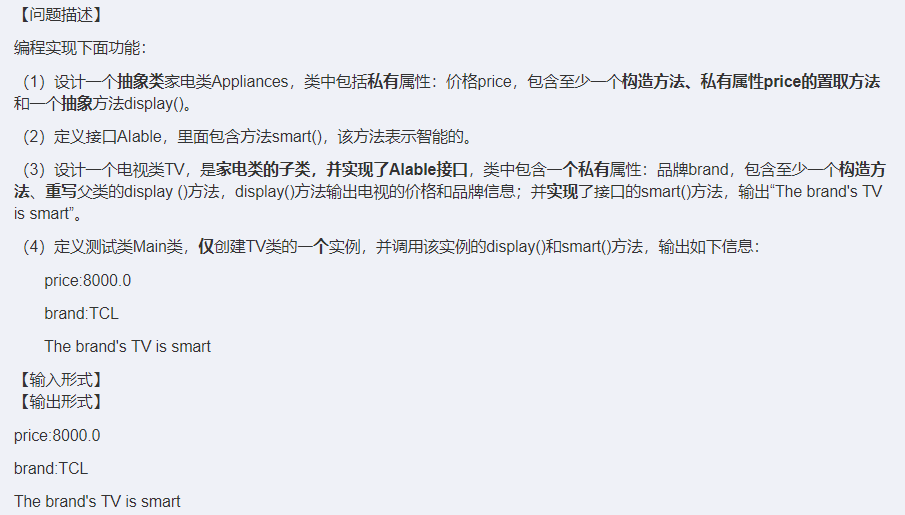 【问题描述】
编程实现下面功能：
（1）设计一个抽象类家电类Appliances，类中包括私有属性：价格price，包含至少一个构造方法、私有属性price的置取方法
和一个抽象方法display()。
（2）定义接口AIable，里面包含方法smart()，该方法表示智能的。
（3）设计一个电视类TV，是家电类的子类，并实现了AIable接口，类中包含一个私有属性：品牌brand，包含至少一个构造方
法、重写父类的display ()方法，display()方法输出电视的价格和品牌信息；并实现了接口的smart()方法，输出“The brand's TV
is smart”。
（4）定义测试类Main类，仅创建TV类的一个实例，并调用该实例的display()和smart()方法，输出如下信息：
price:8000.0
brand:TCL
The brand's TV is smart
【输入形式】
【输出形式】
price:8000.0
brand:TCL
The brand's TV is smart